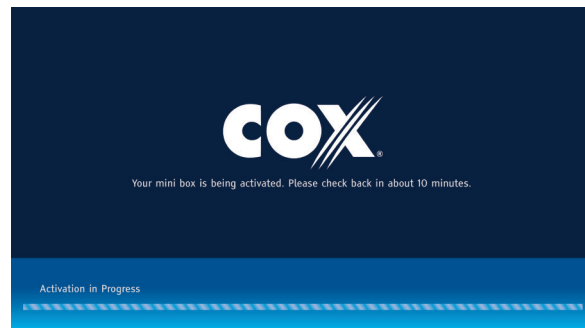 COX®
Your mini box is being activated. Please check back in about 10 minutes.
Activation in Progress